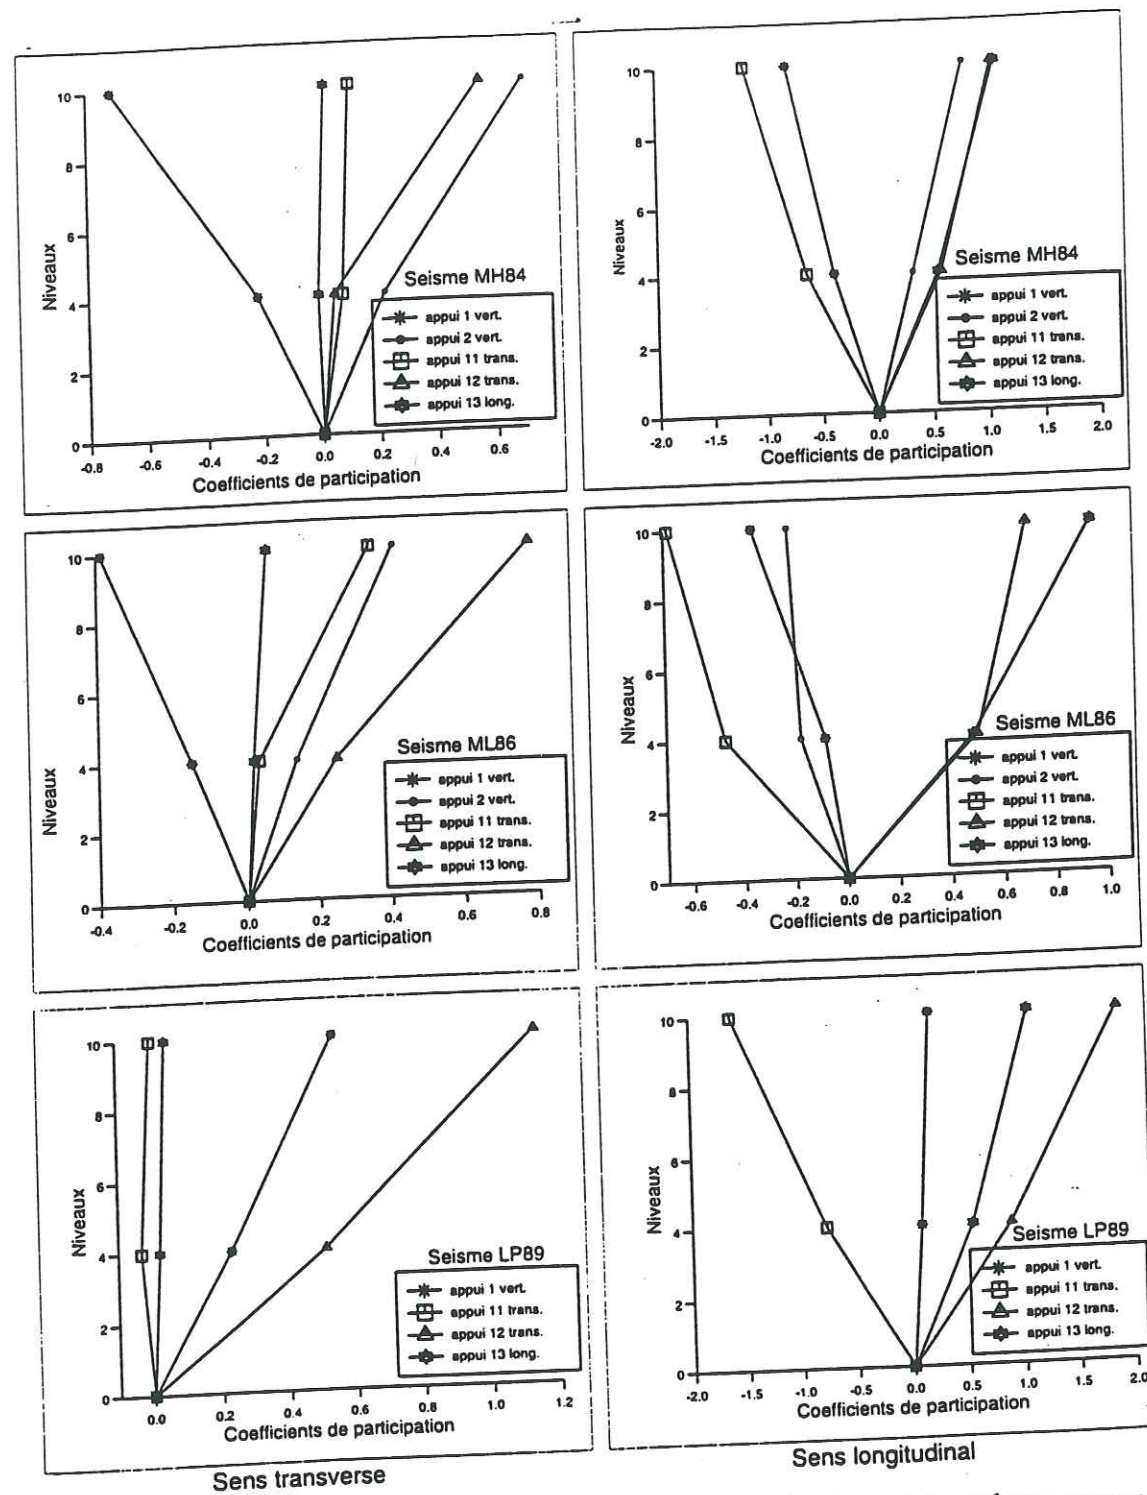 10
8
6
4
2
0
Niveaux
-0.8 -0.6 -0.4 -0.2 0.0 0.2 0.4 0.6
Coefficients de participation
Seisme MH84
appui 1 vert.
appui 2 vert.
appui 11 trans.
appui 12 trans.
appui 13 long.
10
8
6
4
2
0
Niveaux
-2.0 -1.5 -1.0 -0.5 0.0 0.5 1.0 1.5 2.0
Coefficients de participation
Seisme MH84
appui 1 vert.
appui 2 vert.
appui 11 trans.
appui 12 trans.
appui 13 long.
10
8
6
4
2
0
Niveaux
-0.4 -0.2 0.0 0.2 0.4 0.6 0.8
Coefficients de participation
Seisme ML86
appui 1 vert.
appui 2 vert.
appui 11 trans.
appui 12 trans.
appui 13 long.
10
8
6
4
2
0
Niveaux
-0.6 -0.4 -0.2 0.0 0.2 0.4 0.6 0.8 1.0
Coefficients de participation
Seisme ML86
appui 1 vert.
appui 2 vert.
appui 11 trans.
appui 12 trans.
appui 13 long.
10
8
6
4
2
0
Niveaux
0.0 0.2 0.4 0.6 0.8 1.0 1.2
Coefficients de participation
Seisme LP89
appui 1 vert.
appui 11 trans.
appui 12 trans.
appui 13 long.
Sens transverse
10
8
6
4
2
0
Niveaux
-2.0 -1.5 -1.0 -0.5 0.0 0.5 1.0 1.5 2.0
Coefficients de participation
Seisme LP89
appui 1 vert.
appui 11 trans.
appui 12 trans.
appui 13 long.
Sens longitudinal